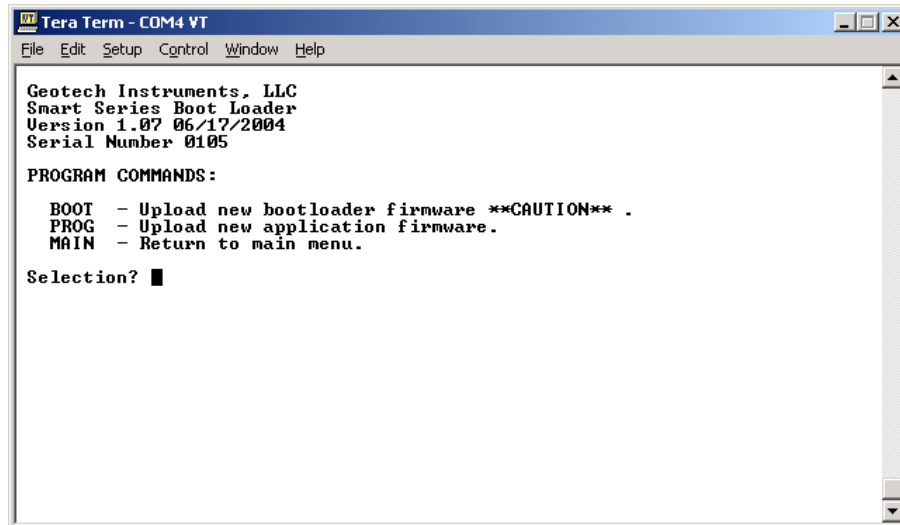 Tera Term - COM4 VT
File Edit Setup Control Window Help
Geotech Instruments, LLC
Smart Series Boot Loader
Version 1.07 06/17/2004
Serial Number 0105
PROGRAM COMMANDS:
BOOT - Upload new bootloader firmware **CAUTION** .
PROG - Upload new application firmware.
MAIN - Return to main menu.
Selection?